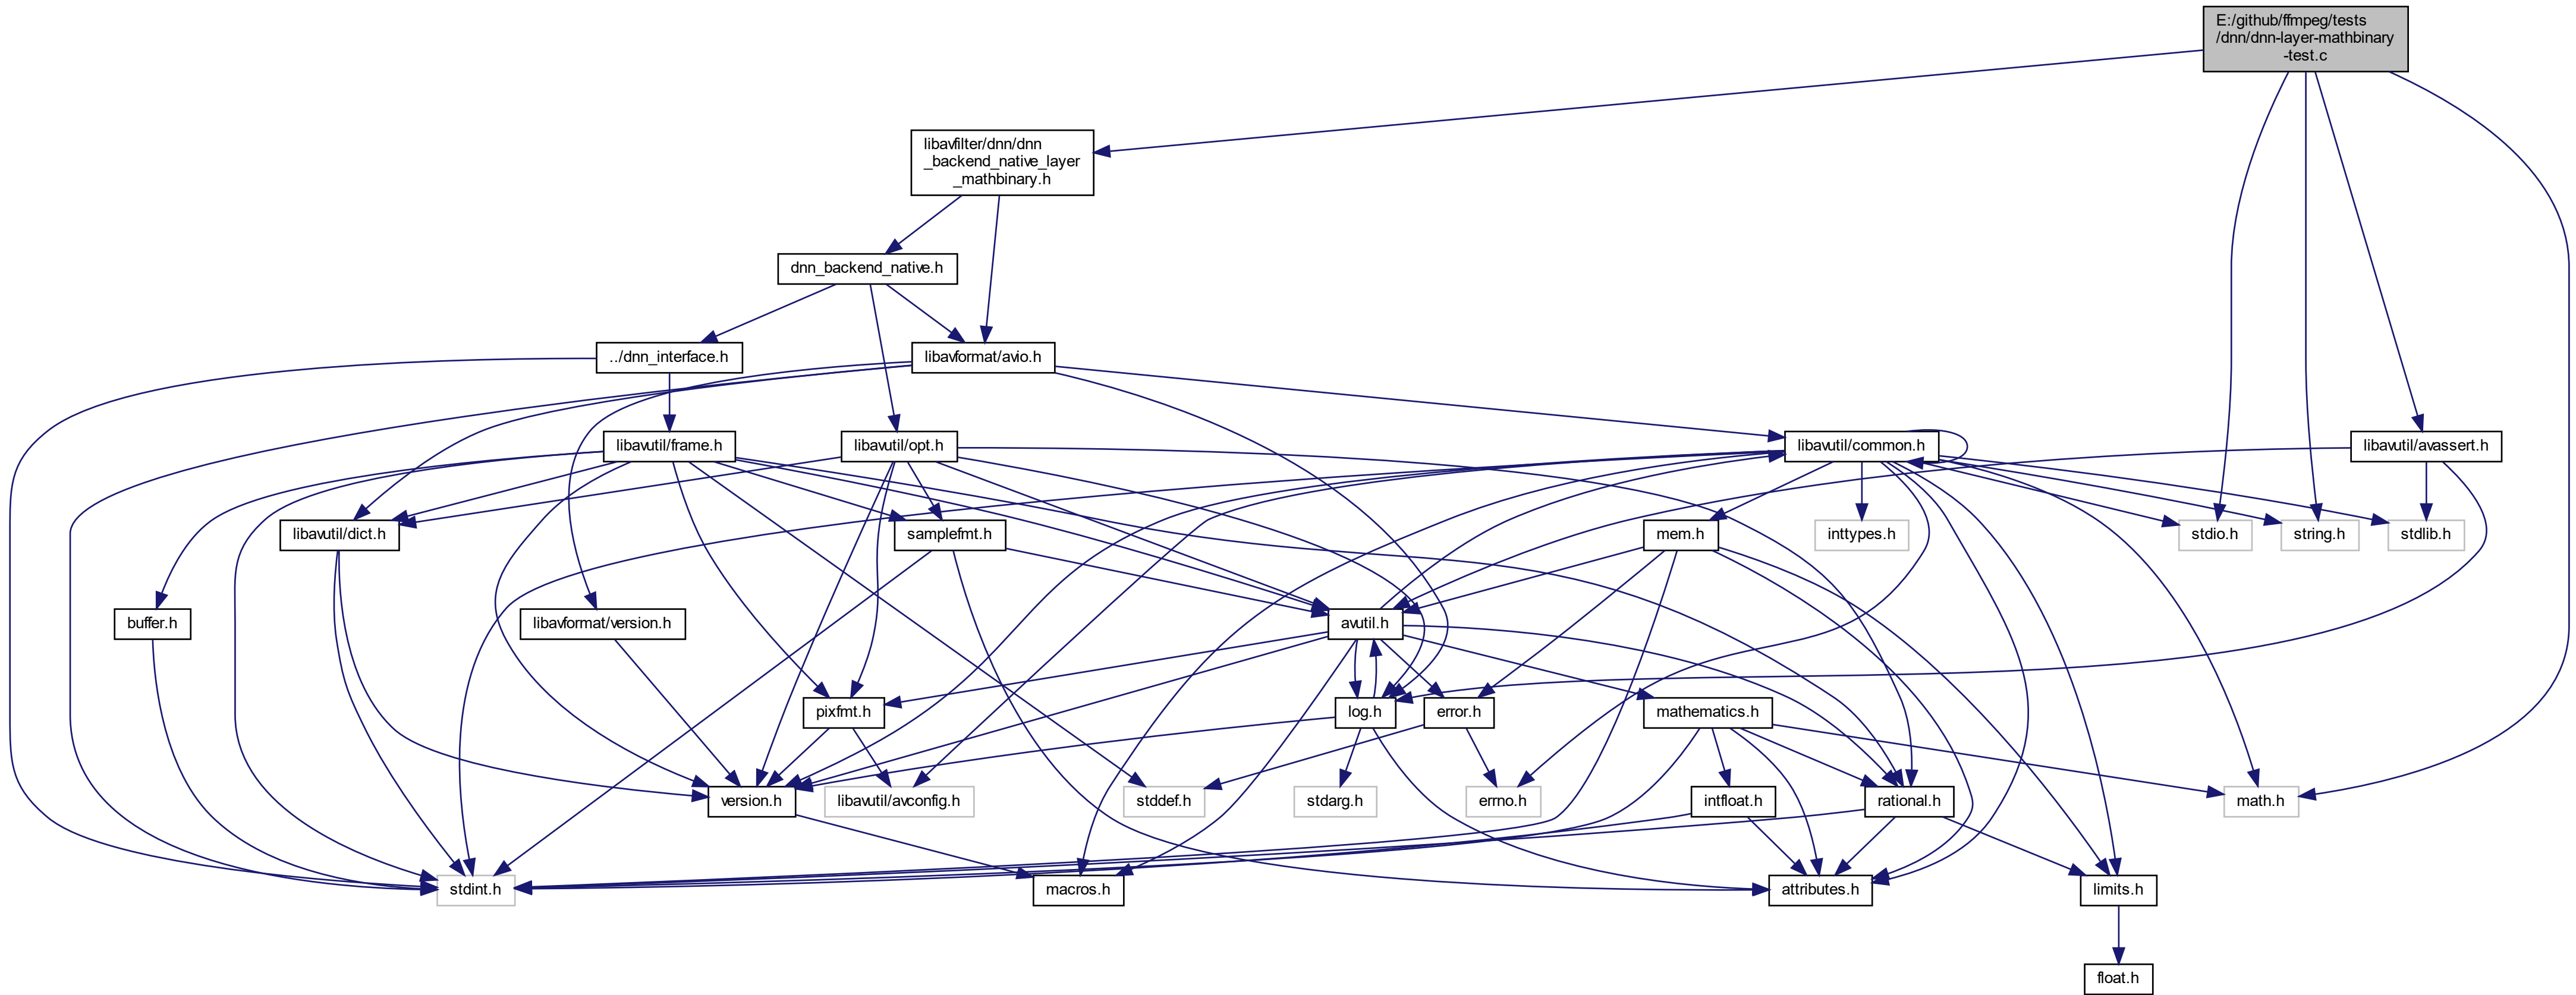 E:/github/ffmpeg/tests
/dnn/dnn-layer-mathbinary
-test.c
libavfilter/dnn/dnn
_backend_native_layer
_mathbinary.h
dnn_backend_native.h
../dnn_interface.h
libavformat/avio.h
libavutil/frame.h
libavutil/opt.h
libavutil/common.h
libavutil/avassert.h
libavutil/dict.h
samplefmt.h
mem.h
inttypes.h
stdio.h
string.h
stdlib.h
buffer.h
libavformat/version.h
avutil.h
pixfmt.h
log.h
error.h
mathematics.h
version.h
libavutil/avconfig.h
stddef.h
stdarg.h
errno.h
intfloat.h
rational.h
math.h
stdint.h
macros.h
attributes.h
limits.h
float.h